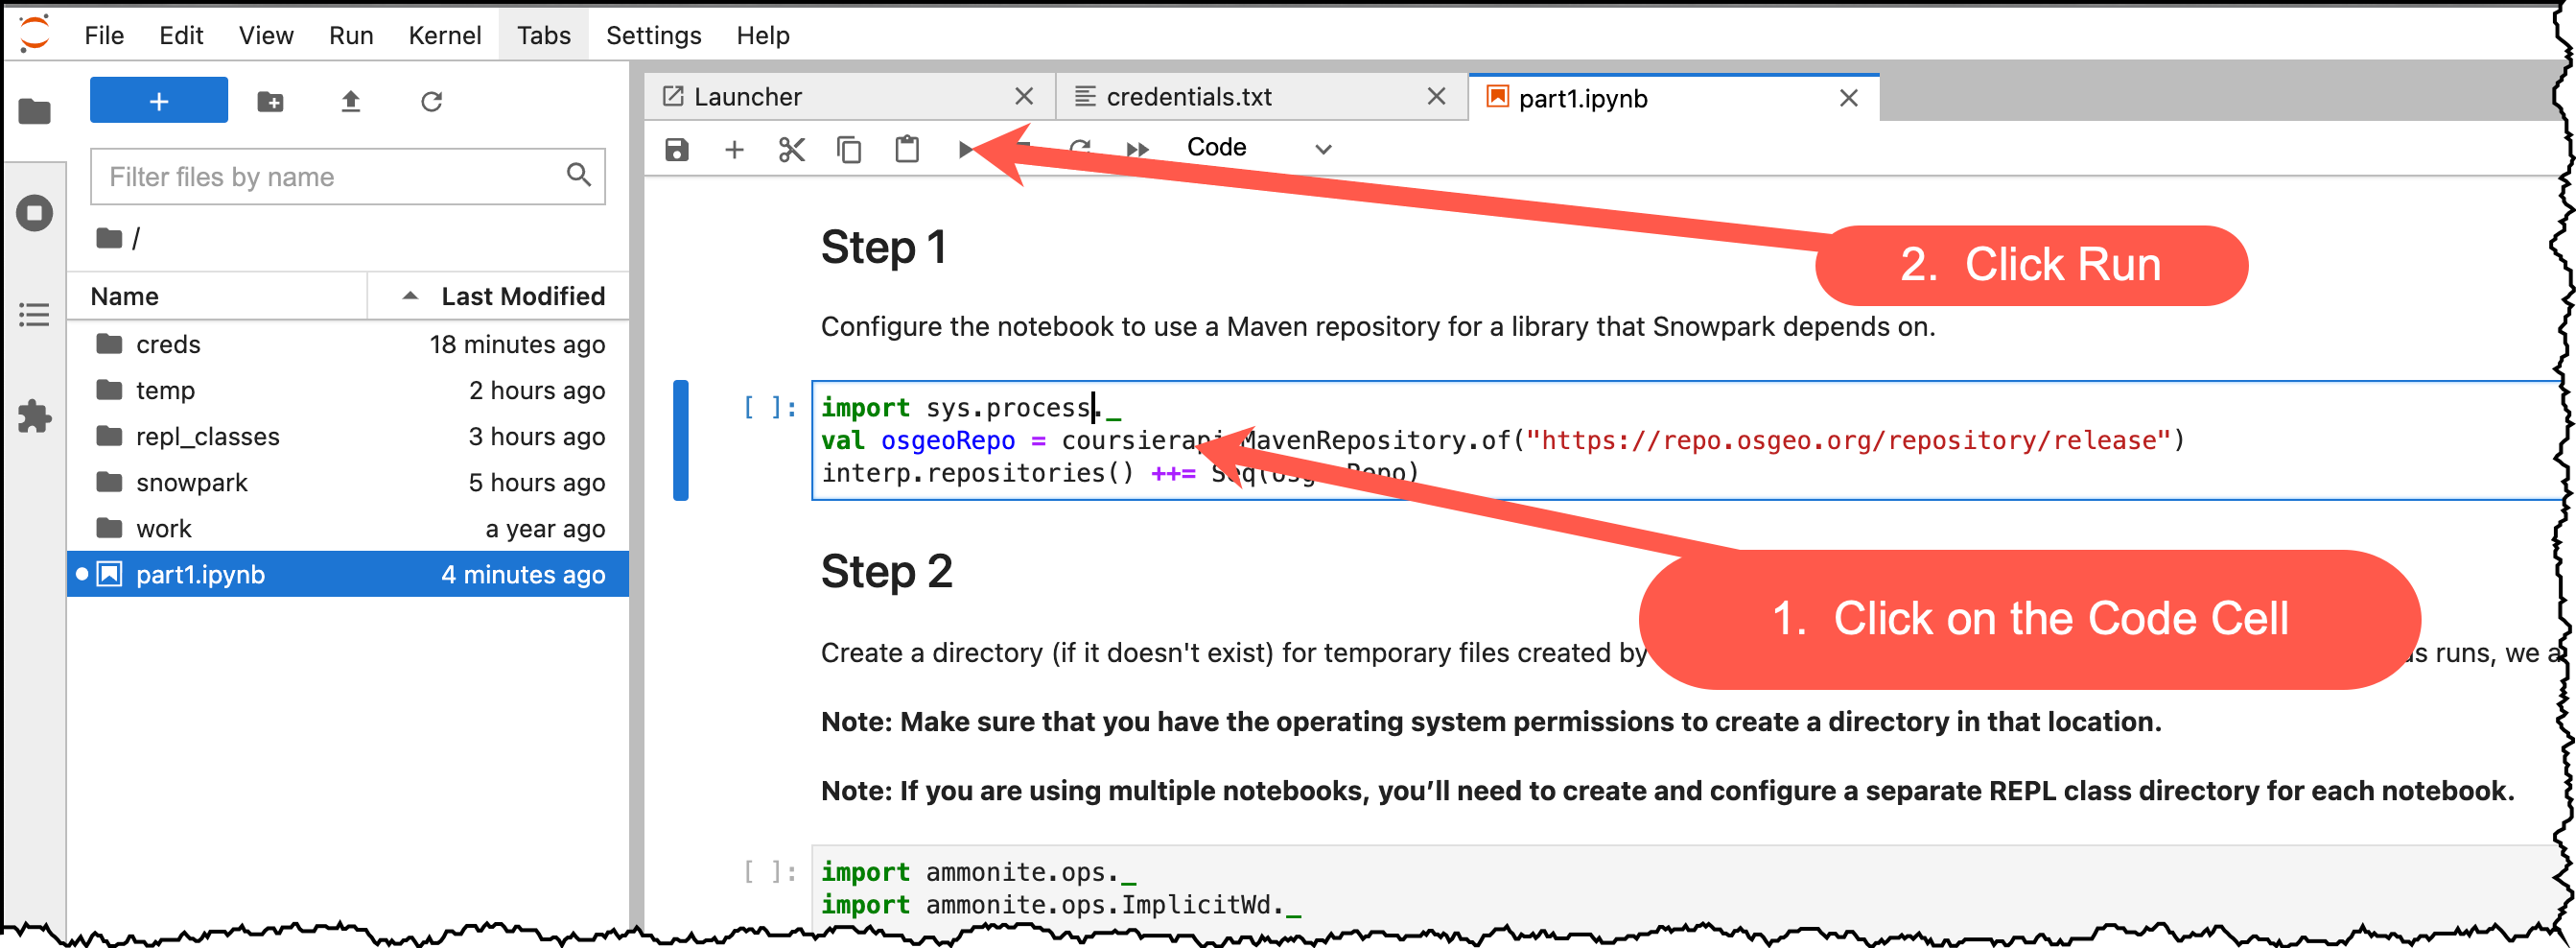 File Edit View Run Kernel Tabs Settings Help
+
Filter files by name
/
Name Last Modified
creds 18 minutes ago
temp 2 hours ago
repl_classes 3 hours ago
snowpark 5 hours ago
work a year ago
part1.ipynb 4 minutes ago
Launcher credentials.txt part1.ipynb
Code
2. Click Run
Step 1
Configure the notebook to use a Maven repository for a library that Snowpark depends on.
[ ]: import sys.process._
val osgeoRepo = coursierapi.MavenRepository.of("https://repo.osgeo.org/repository/release")
interp.repositories() ++= Seq(osgeoRepo)
Step 2
1. Click on the Code Cell
Create a directory (if it doesn't exist) for temporary files created by runs, we
Note: Make sure that you have the operating system permissions to create a directory in that location.
Note: If you are using multiple notebooks, you’ll need to create and configure a separate REPL class directory for each notebook.
[ ]: import ammonite.ops._
import ammonite.ops.ImplicitWd._